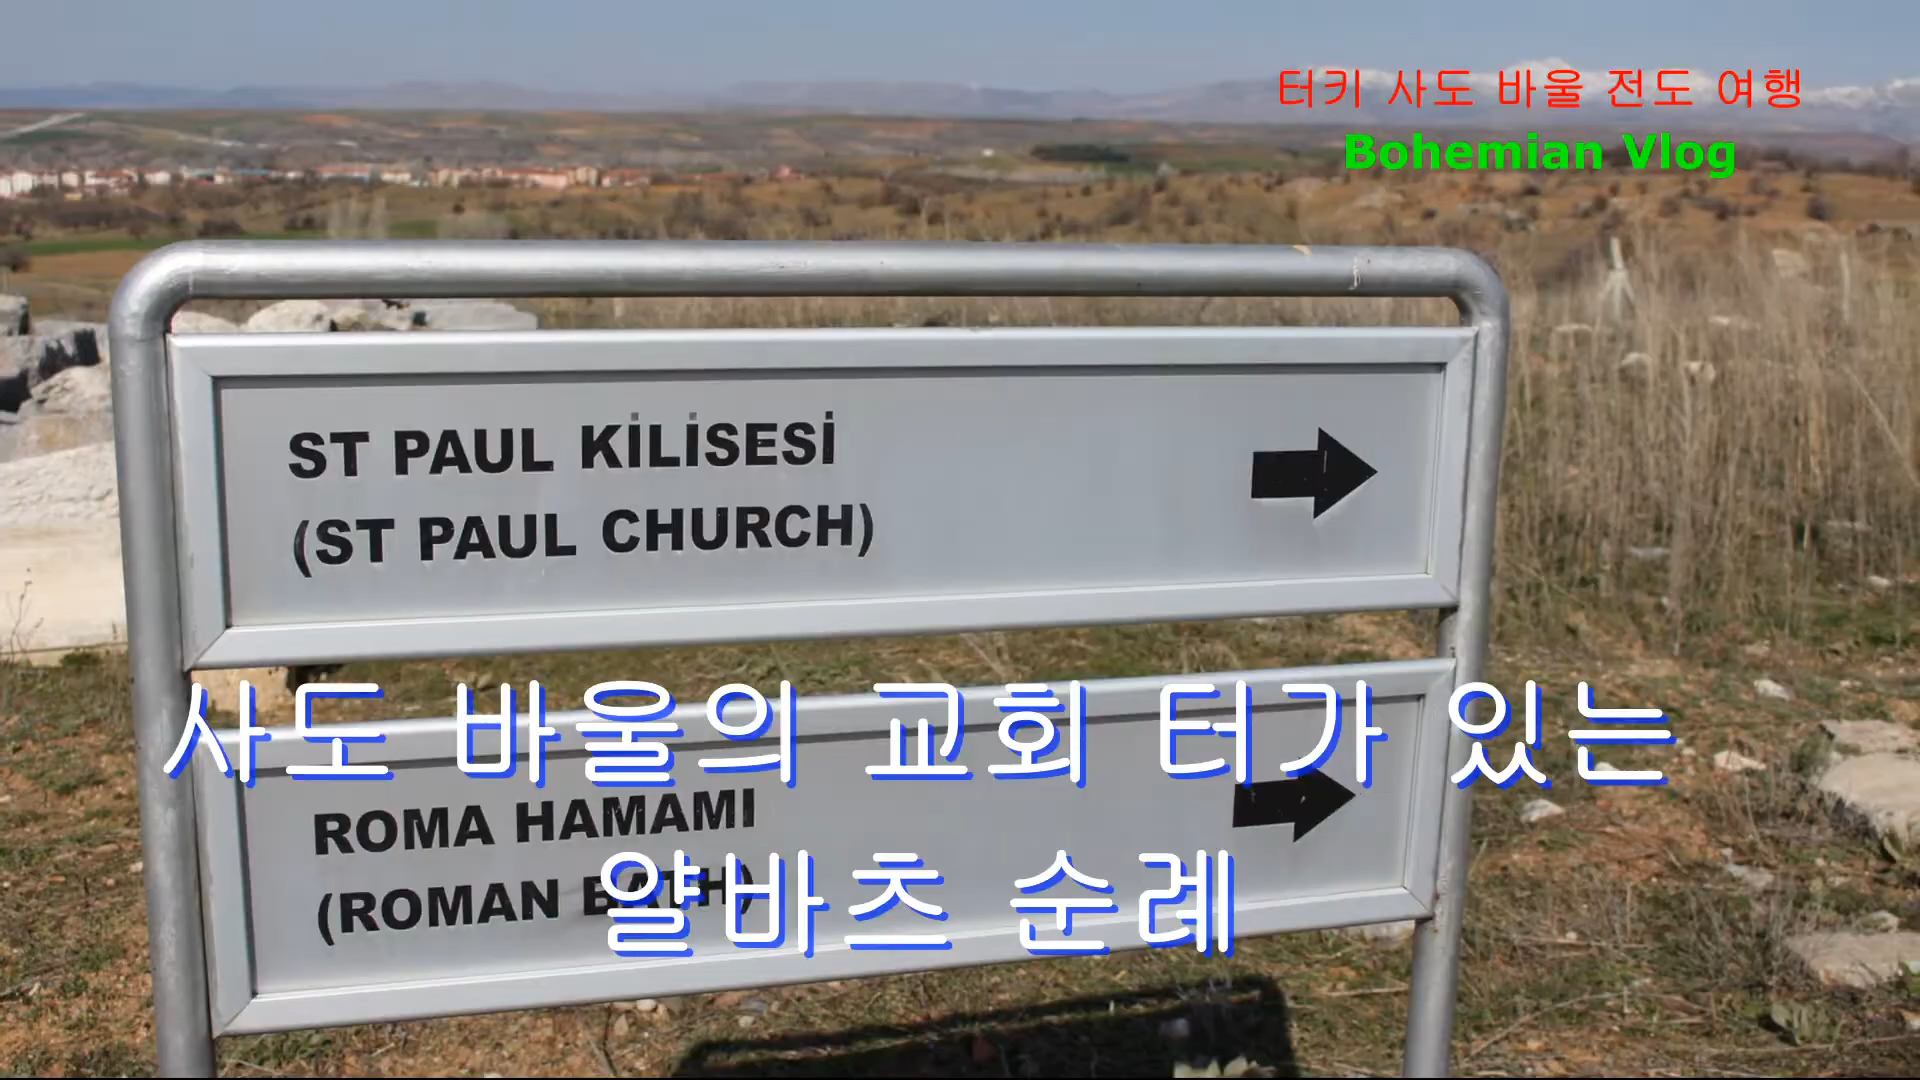 터키 사도 바울 전도 여행
Bohemian Vlog
ST PAUL KİLİSESİ
(ST PAUL CHURCH)
사도 바울의 교회 터가 있는
ROMA HAMAMI
(ROMAN BATH)
얄바츠 순례